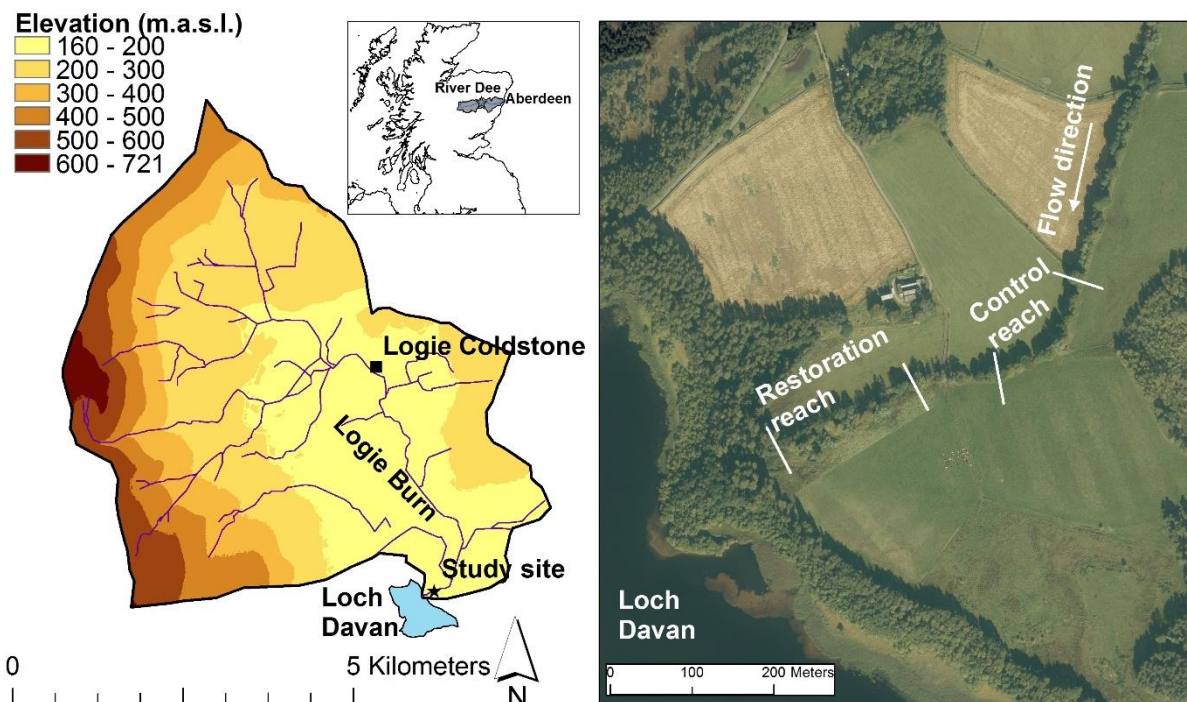 Elevation (m.a.s.l.)
160 - 200
200 - 300
300 - 400
400 - 500
500 - 600
600 - 721
River Dee
Aberdeen
Logie Coldstone
Logie Burn
Study site
Loch
Davan
0
5 Kilometers
N
Flow direction
Control
reach
Restoration
reach
Loch
Davan
0
100
200 Meters